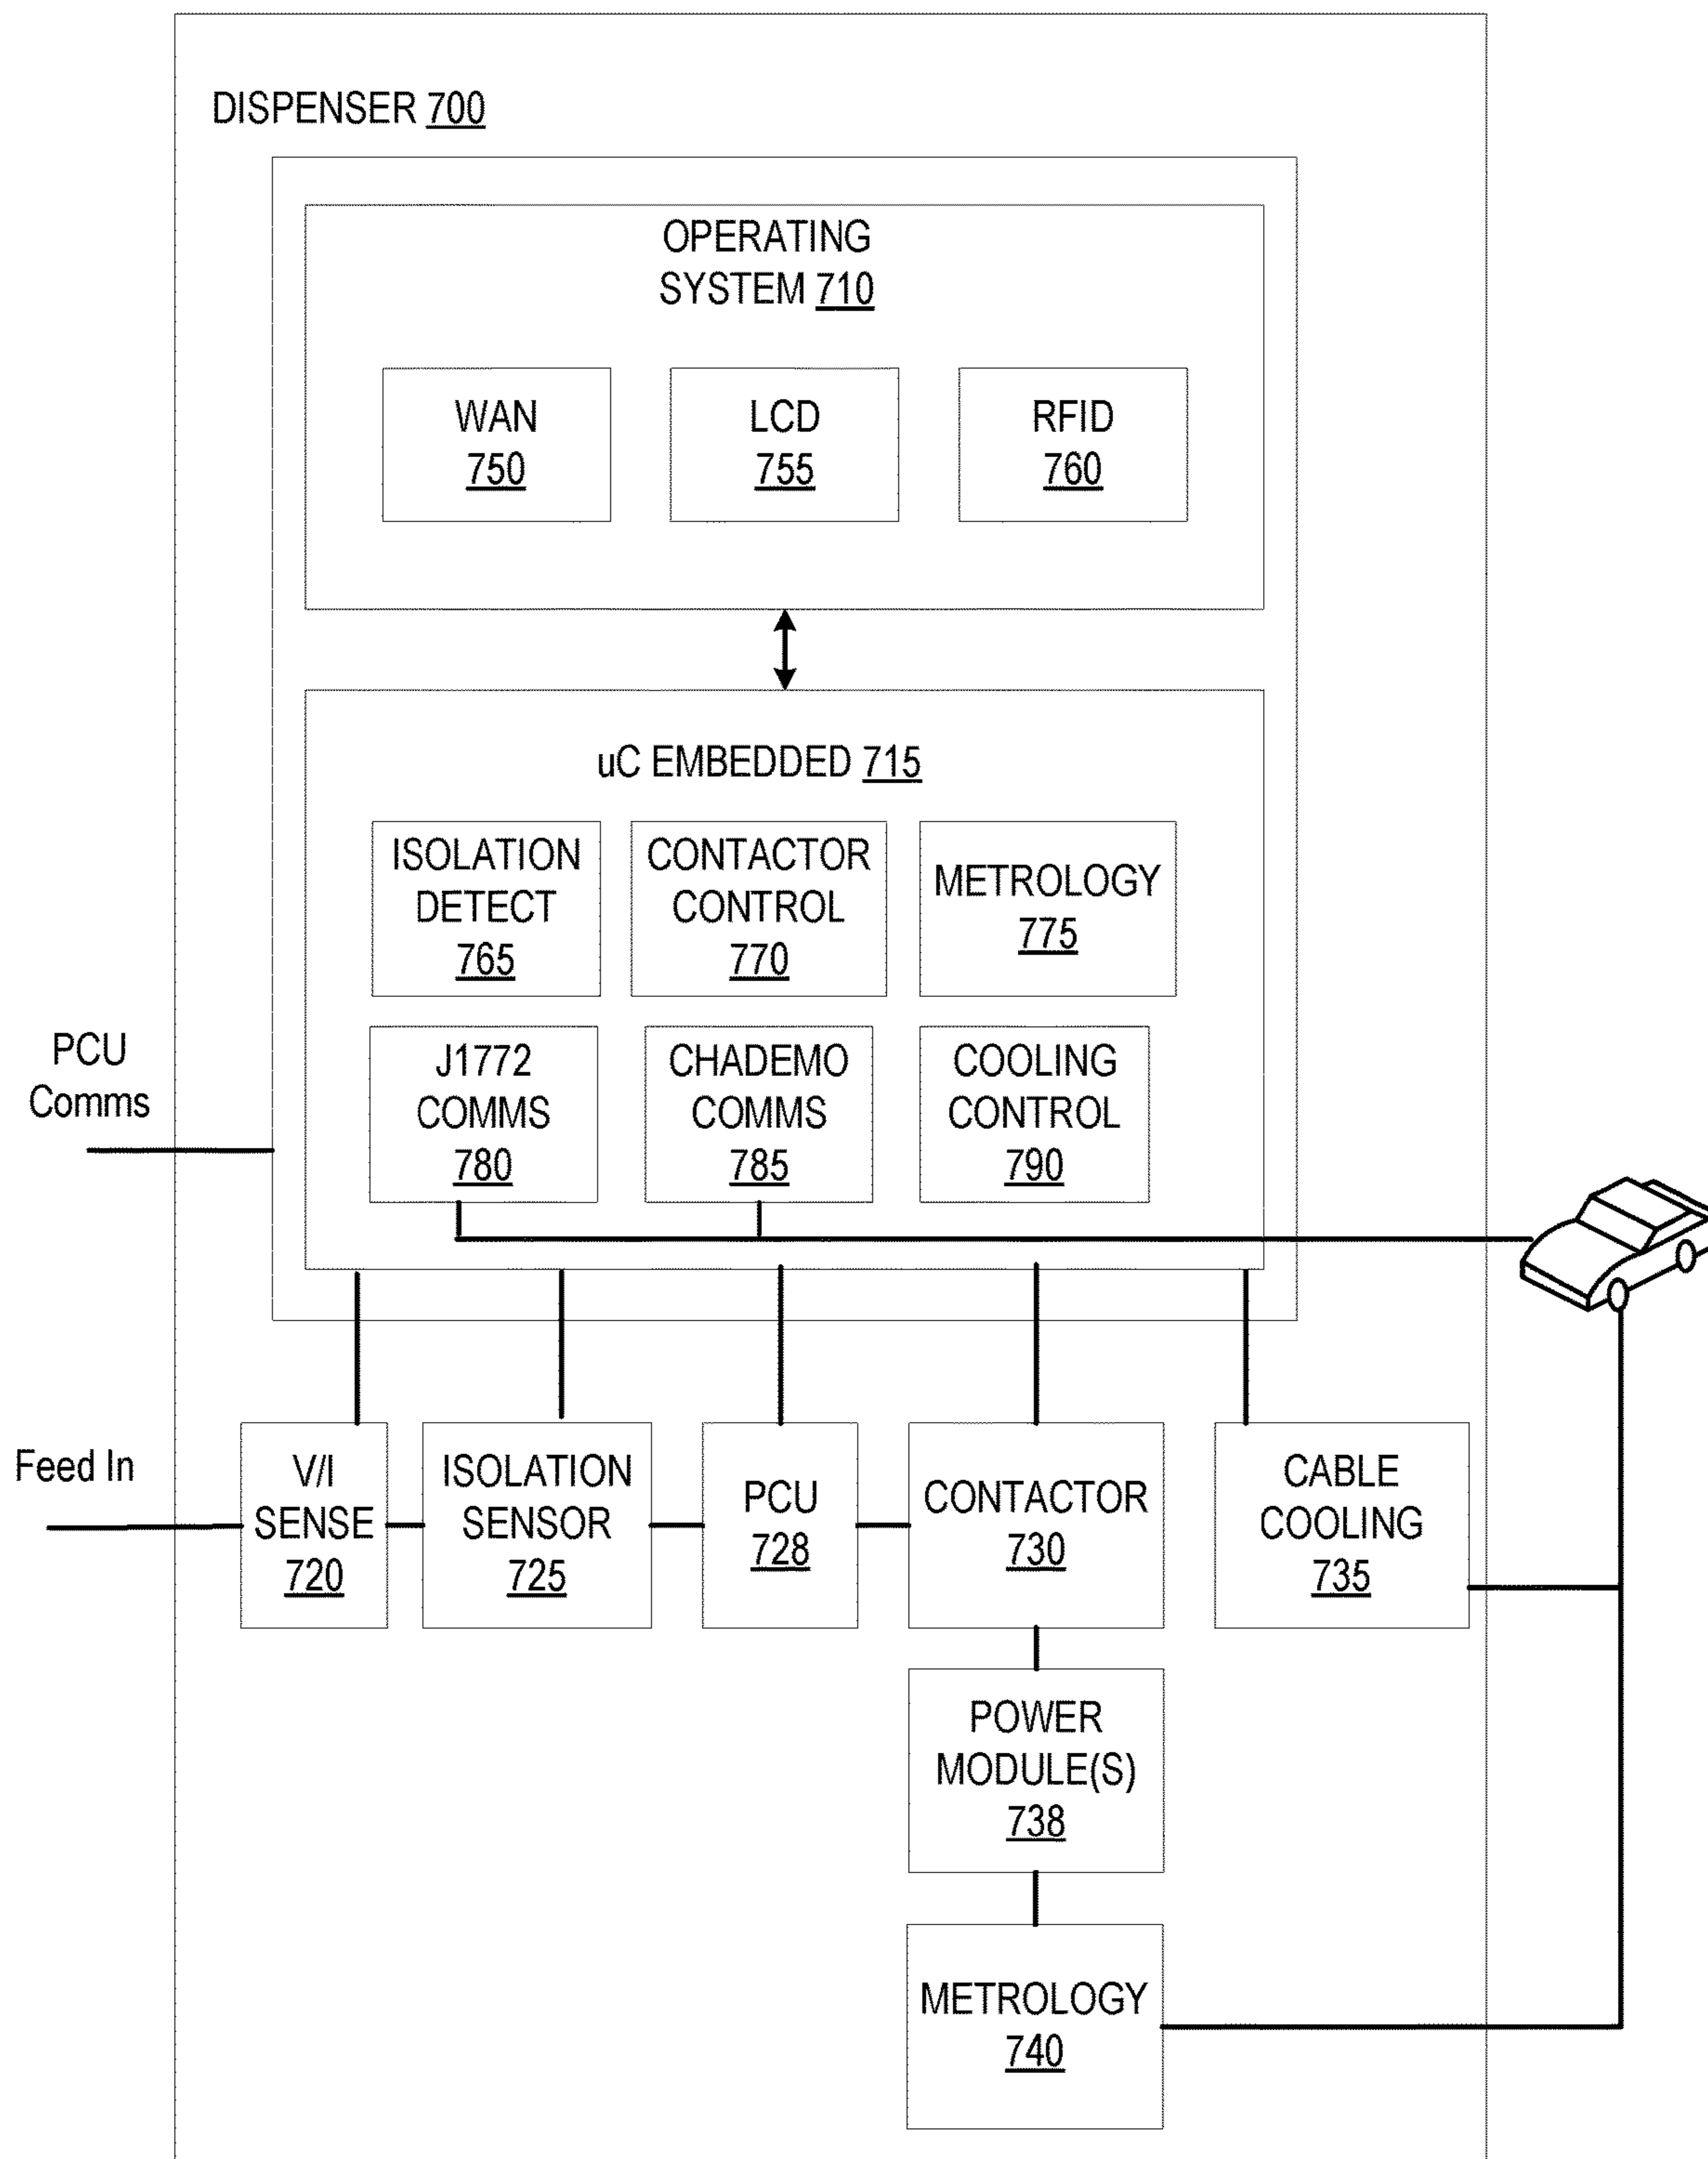 DISPENSER 700
OPERATING
SYSTEM 710
WAN
750
LCD
755
RFID
760
uC EMBEDDED 715
ISOLATION
DETECT
765
CONTACTOR
CONTROL
770
METROLOGY
775
J1772
COMMS
780
CHADEMO
COMMS
785
COOLING
CONTROL
790
PCU
Comms
Feed In
V/I
SENSE
720
ISOLATION
SENSOR
725
PCU
728
CONTACTOR
730
CABLE
COOLING
735
POWER
MODULE(S)
738
METROLOGY
740